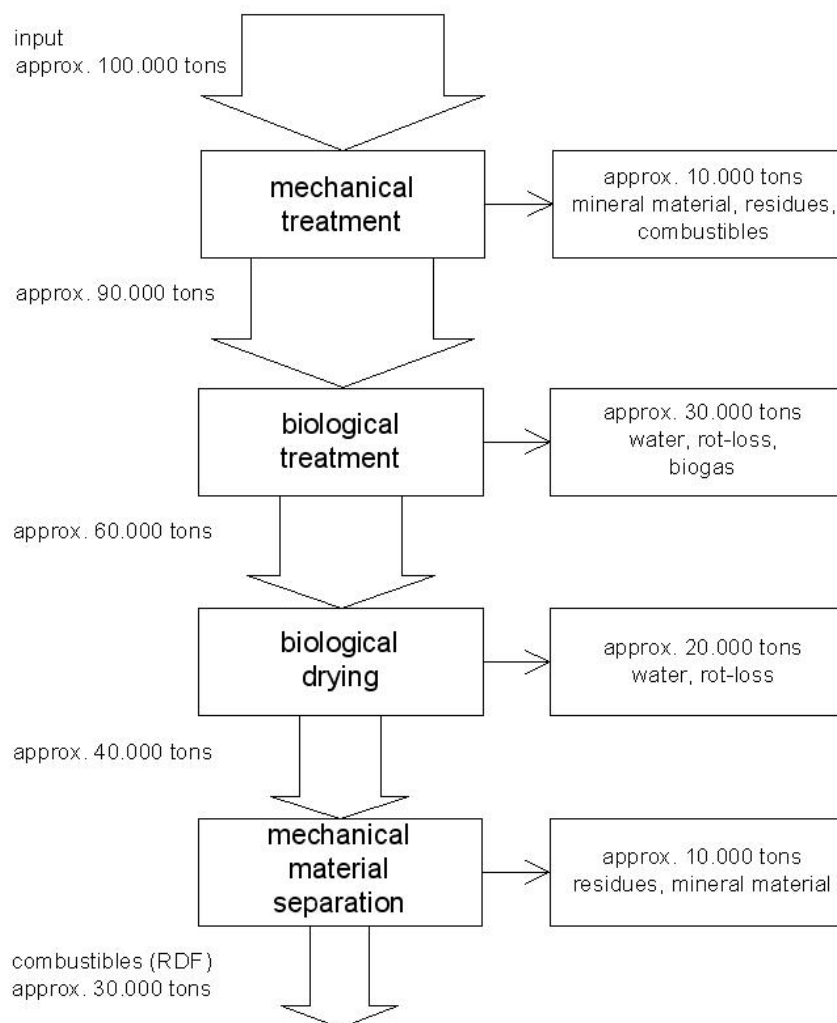 input
approx. 100.000 tons
mechanical
treatment
approx. 10.000 tons
mineral material, residues,
combustibles
approx. 90.000 tons
biological
treatment
approx. 30.000 tons
water, rot-loss,
biogas
approx. 60.000 tons
biological
drying
approx. 20.000 tons
water, rot-loss
approx. 40.000 tons
mechanical
material
separation
approx. 10.000 tons
residues, mineral material
combustibles (RDF)
approx. 30.000 tons